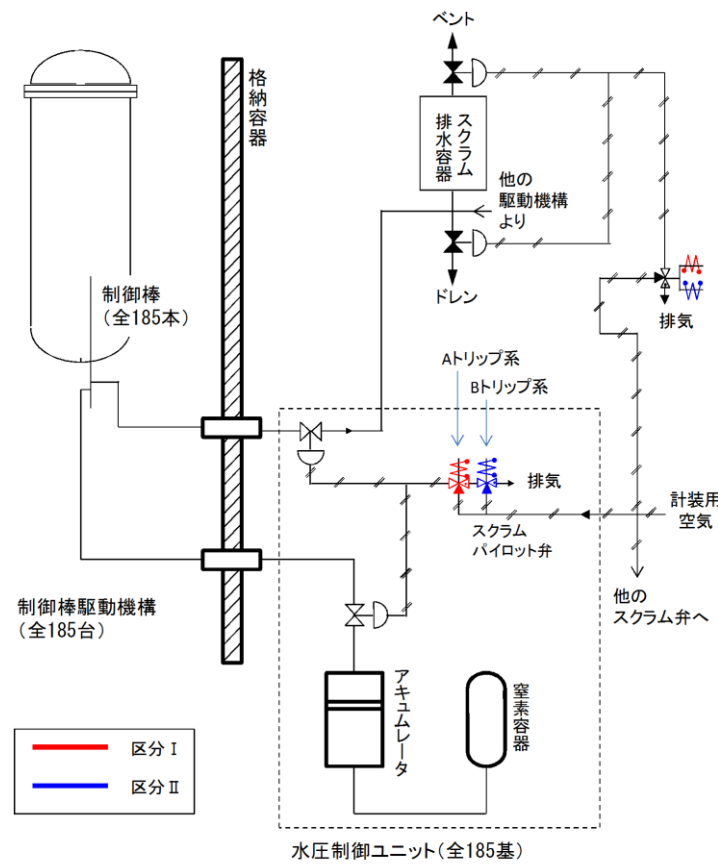 ベント
格納容器
スクラム
排水容器
他の
駆動機構
より
ドレン
排気
制御棒
(全185本)
Aトリップ系
Bトリップ系
排気
スクラム
パイロット弁
計装用
空気
他の
スクラム弁へ
制御棒駆動機構
(全185台)
アキュムレータ
窒素容器
区分Ⅰ
区分Ⅱ
水圧制御ユニット(全185基)